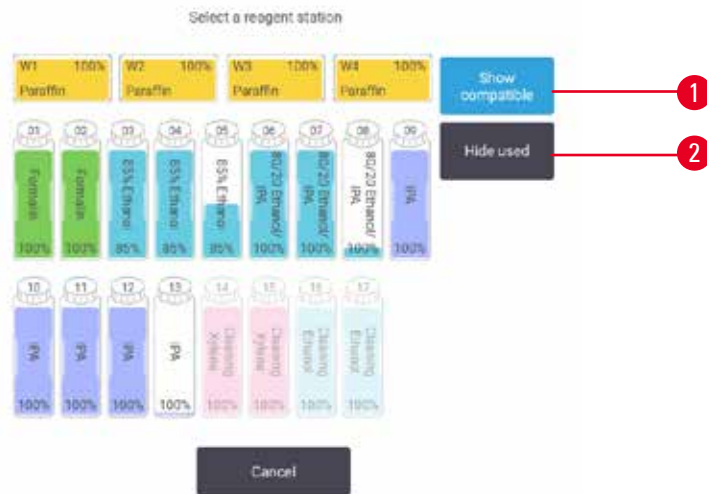 Select a reagent station
W1 100% W2 100% W3 100% W4 100%
Paraffin Paraffin Paraffin Paraffin
Show
compatible
1
Hide used
2
01 02 03 04 05 06 07 08 09
Formalin
Formalin
85% Ethanol
85% Ethanol
85% Ethanol
80/20 Ethanol/
IPA
80/20 Ethanol/
IPA
80/20 Ethanol/
IPA
IPA
100% 100% 85% 85% 85% 100% 100% 100% 100%
10 11 12 13 14 15 16 17
IPA
IPA
IPA
IPA
Cleaning
Xylene
Cleaning
Xylene
Cleaning
Ethanol
Cleaning
Ethanol
100% 100% 100% 100% 100% 100% 100% 100%
Cancel